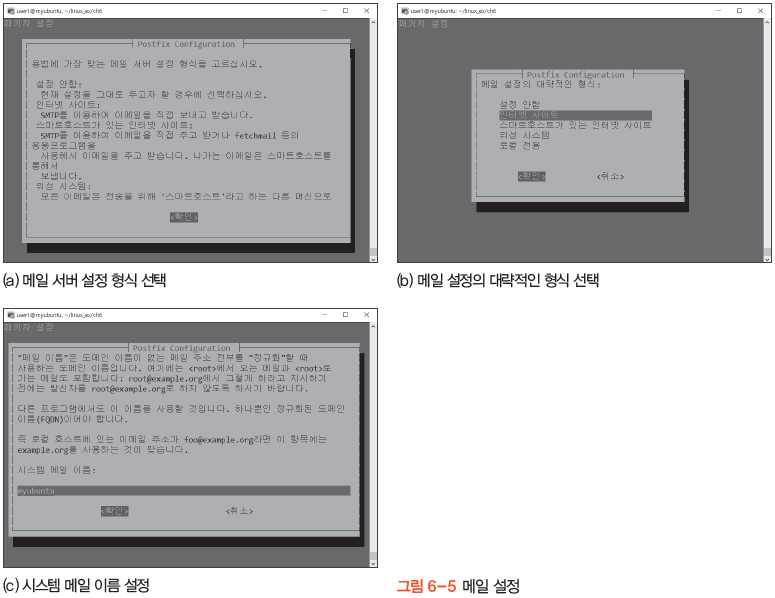 user1@myubuntu: ~/linux_ex/ch6
패키지 설정
Postfix Configuration
용법에 가장 맞는 메일 서버 설정 형식을 고르십시오.
설정 안함:
현재 설정을 그대로 두고자 할 경우에 선택하십시오.
인터넷 사이트:
SMTP를 이용하여 이메일을 직접 보내고 받습니다.
스마트호스트가 있는 인터넷 사이트:
SMTP를 이용하여 이메일을 직접 주고 받거나 fetchmail 등의
응용프로그램을
사용해서 이메일을 주고 받습니다. 나가는 이메일은 스마트호스트를
통해서
보냅니다.
위성 시스템:
모든 이메일은 전송을 위해 '스마트호스트'라고 하는 다른 머신으로
<확인>
(a) 메일 서버 설정 형식 선택
user1@myubuntu: ~/linux_ex/ch6
패키지 설정
Postfix Configuration
메일 설정의 대략적인 형식:
설정 안함
인터넷 사이트
스마트호스트가 있는 인터넷 사이트
위성 시스템
로컬 전용
<확인> <취소>
(b) 메일 설정의 대략적인 형식 선택
user1@myubuntu: ~/linux_ex/ch6
패키지 설정
Postfix Configuration
"메일 이름"은 도메인 이름이 없는 메일 주소 전부를 "정규화"할 때
사용하는 도메인 이름입니다. 여기에는 <root>에서 오는 메일과 <root>로
가는 메일도 포함합니다: root@example.org에서 그렇게 하라고 지시하기
전에는 발신자를 root@example.org로 하지 않도록 하시기 바랍니다.
다른 프로그램에서도 이 이름을 사용할 것입니다. 하나뿐인 정규화된 도메인
이름(FQDN)이어야 합니다.
즉 로컬 호스트에 있는 이메일 주소가 foo@example.org라면 이 항목에는
example.org를 사용하는 것이 맞습니다.
시스템 메일 이름:
myubuntu
<확인> <취소>
(c) 시스템 메일 이름 설정
그림 6-5 메일 설정